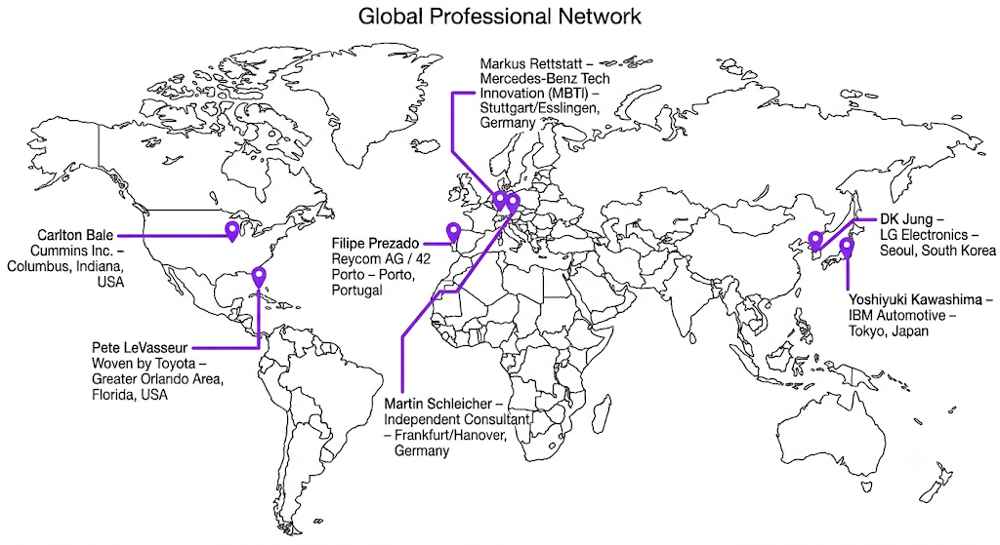 Global Professional Network
Markus Rettstatt –
Mercedes-Benz Tech
Innovation (MBTI) –
Stuttgart/Esslingen,
Germany
Carlton Bale
Cummins Inc. –
Columbus, Indiana,
USA
Filipe Prezado
Reycom AG / 42
Porto – Porto,
Portugal
DK Jung –
LG Electronics –
Seoul, South Korea
Yoshiyuki Kawashima –
IBM Automotive –
Tokyo, Japan
Pete LeVasseur
Woven by Toyota –
Greater Orlando Area,
Florida, USA
Martin Schleicher –
Independent Consultant
– Frankfurt/Hanover,
Germany